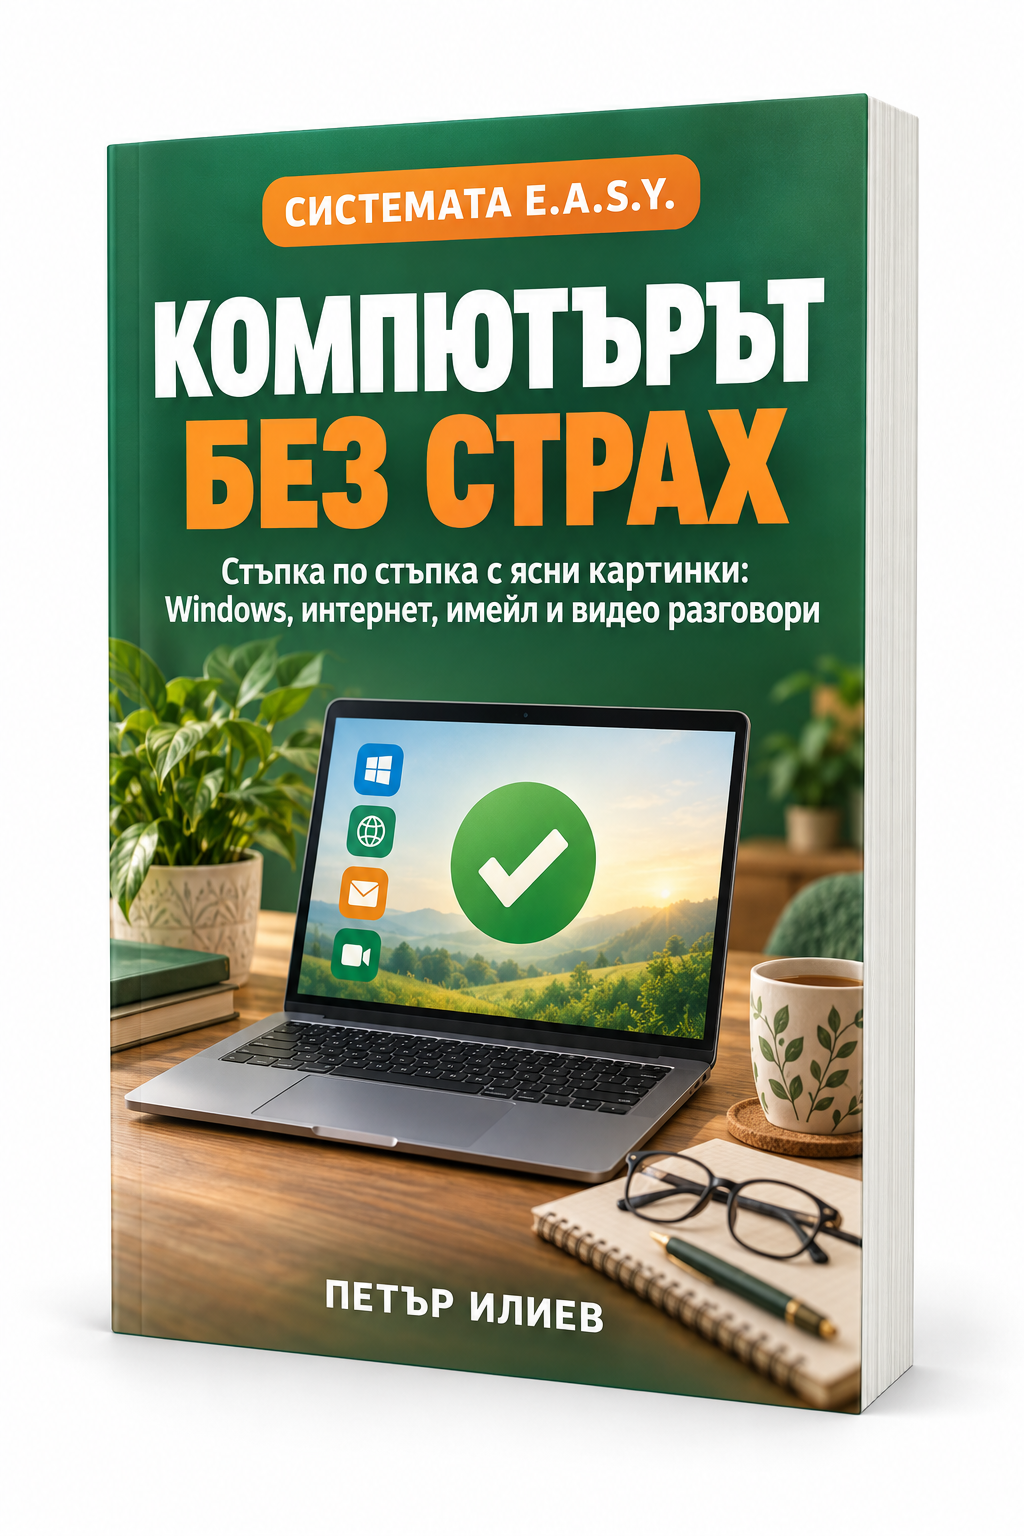 СИСТЕМАТА E.A.S.Y.
КОМПЮТЪРЪТ
БЕЗ СТРАХ
Стъпка по стъпка с ясни картинки:
Windows, интернет, имейл и видео разговори
ПЕТЪР ИЛИЕВ